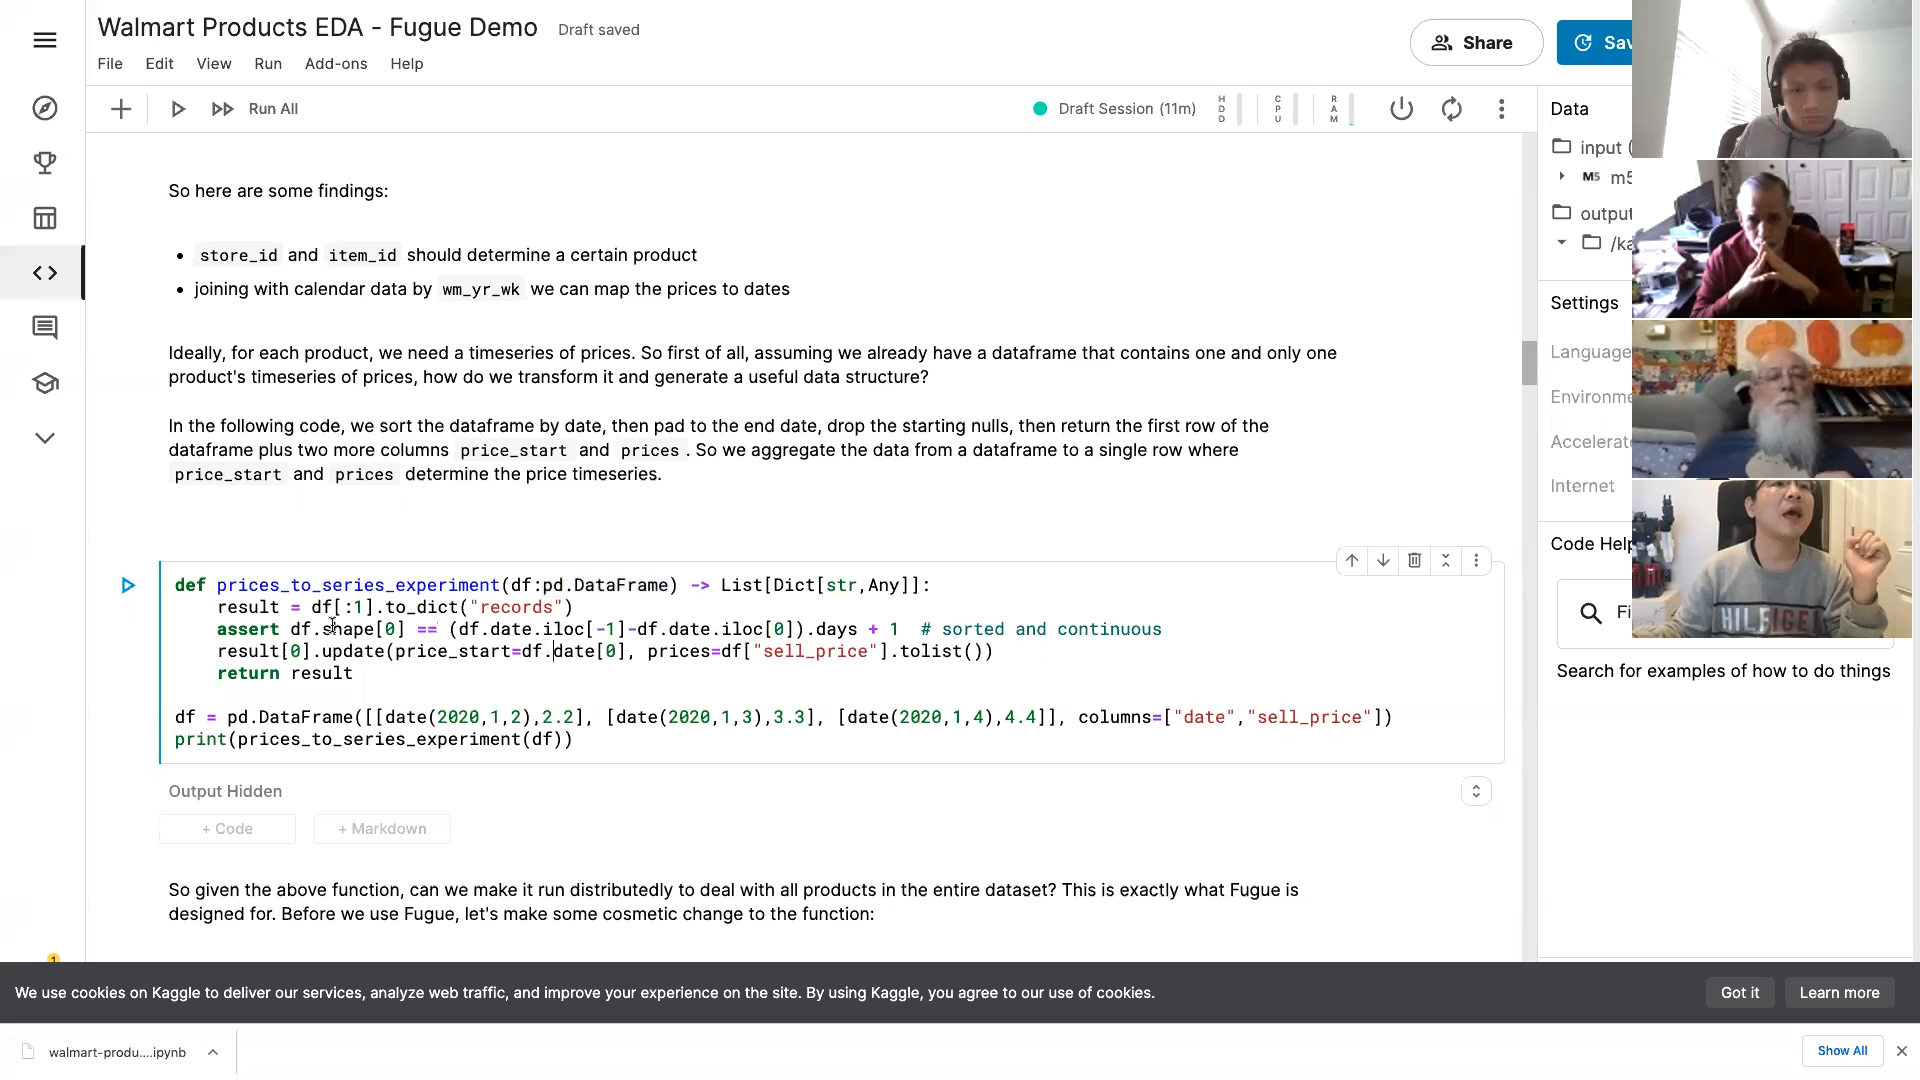 Walmart Products EDA - Fugue Demo
Draft saved
File Edit View Run Add-ons Help
Share
Sav
Run All
Draft Session (11m)
HDD
CPU
RAM
So here are some findings:
store_id and item_id should determine a certain product
joining with calendar data by wm_yr_wk we can map the prices to dates
Ideally, for each product, we need a timeseries of prices. So first of all, assuming we already have a dataframe that contains one and only one
product's timeseries of prices, how do we transform it and generate a useful data structure?
In the following code, we sort the dataframe by date, then pad to the end date, drop the starting nulls, then return the first row of the
dataframe plus two more columns price_start and prices . So we aggregate the data from a dataframe to a single row where
price_start and prices determine the price timeseries.
def prices_to_series_experiment(df:pd.DataFrame) -> List[Dict[str,Any]]:
result = df[:1].to_dict("records")
assert df.shape[0] == (df.date.iloc[-1]-df.date.iloc[0]).days + 1 # sorted and continuous
result[0].update(price_start=df.date[0], prices=df["sell_price"].tolist())
return result
df = pd.DataFrame([[date(2020,1,2),2.2], [date(2020,1,3),3.3], [date(2020,1,4),4.4]], columns=["date","sell_price"])
print(prices_to_series_experiment(df))
Output Hidden
+ Code
+ Markdown
So given the above function, can we make it run distributedly to deal with all products in the entire dataset? This is exactly what Fugue is
designed for. Before we use Fugue, let's make some cosmetic change to the function:
Data
input (
M5 m5
output
/ka
Settings
Language
Environme
Accelerat
Internet
Code Help
Fi
Search for examples of how to do things
1
We use cookies on Kaggle to deliver our services, analyze web traffic, and improve your experience on the site. By using Kaggle, you agree to our use of cookies.
Got it
Learn more
walmart-produ....ipynb
Show All